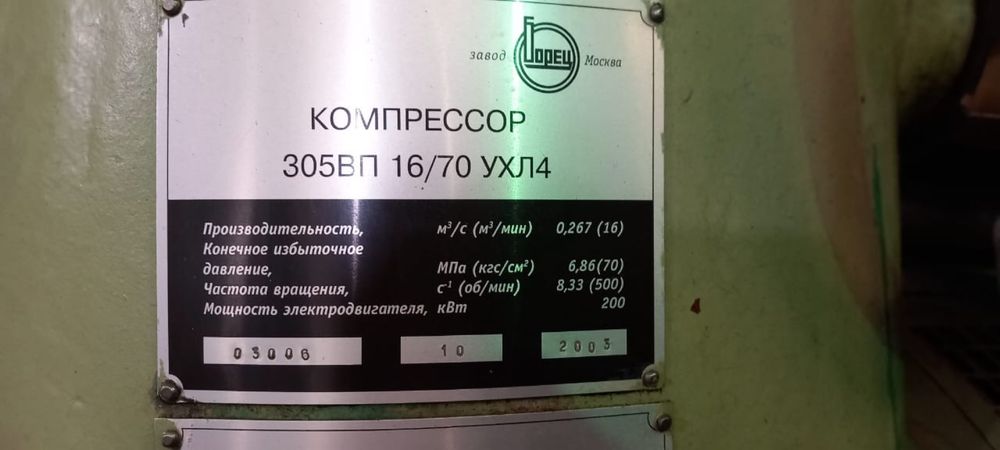 завод Борец Москва
КОМПРЕССОР
305ВП 16/70 УХЛ4
Производительность, м³/с (м³/мин) 0,267 (16)
Конечное избыточное
давление, МПа (кгс/см²) 6,86(70)
Частота вращения, с⁻¹ (об/мин) 8,33 (500)
Мощность электродвигателя, кВт 200
03006 10 2003